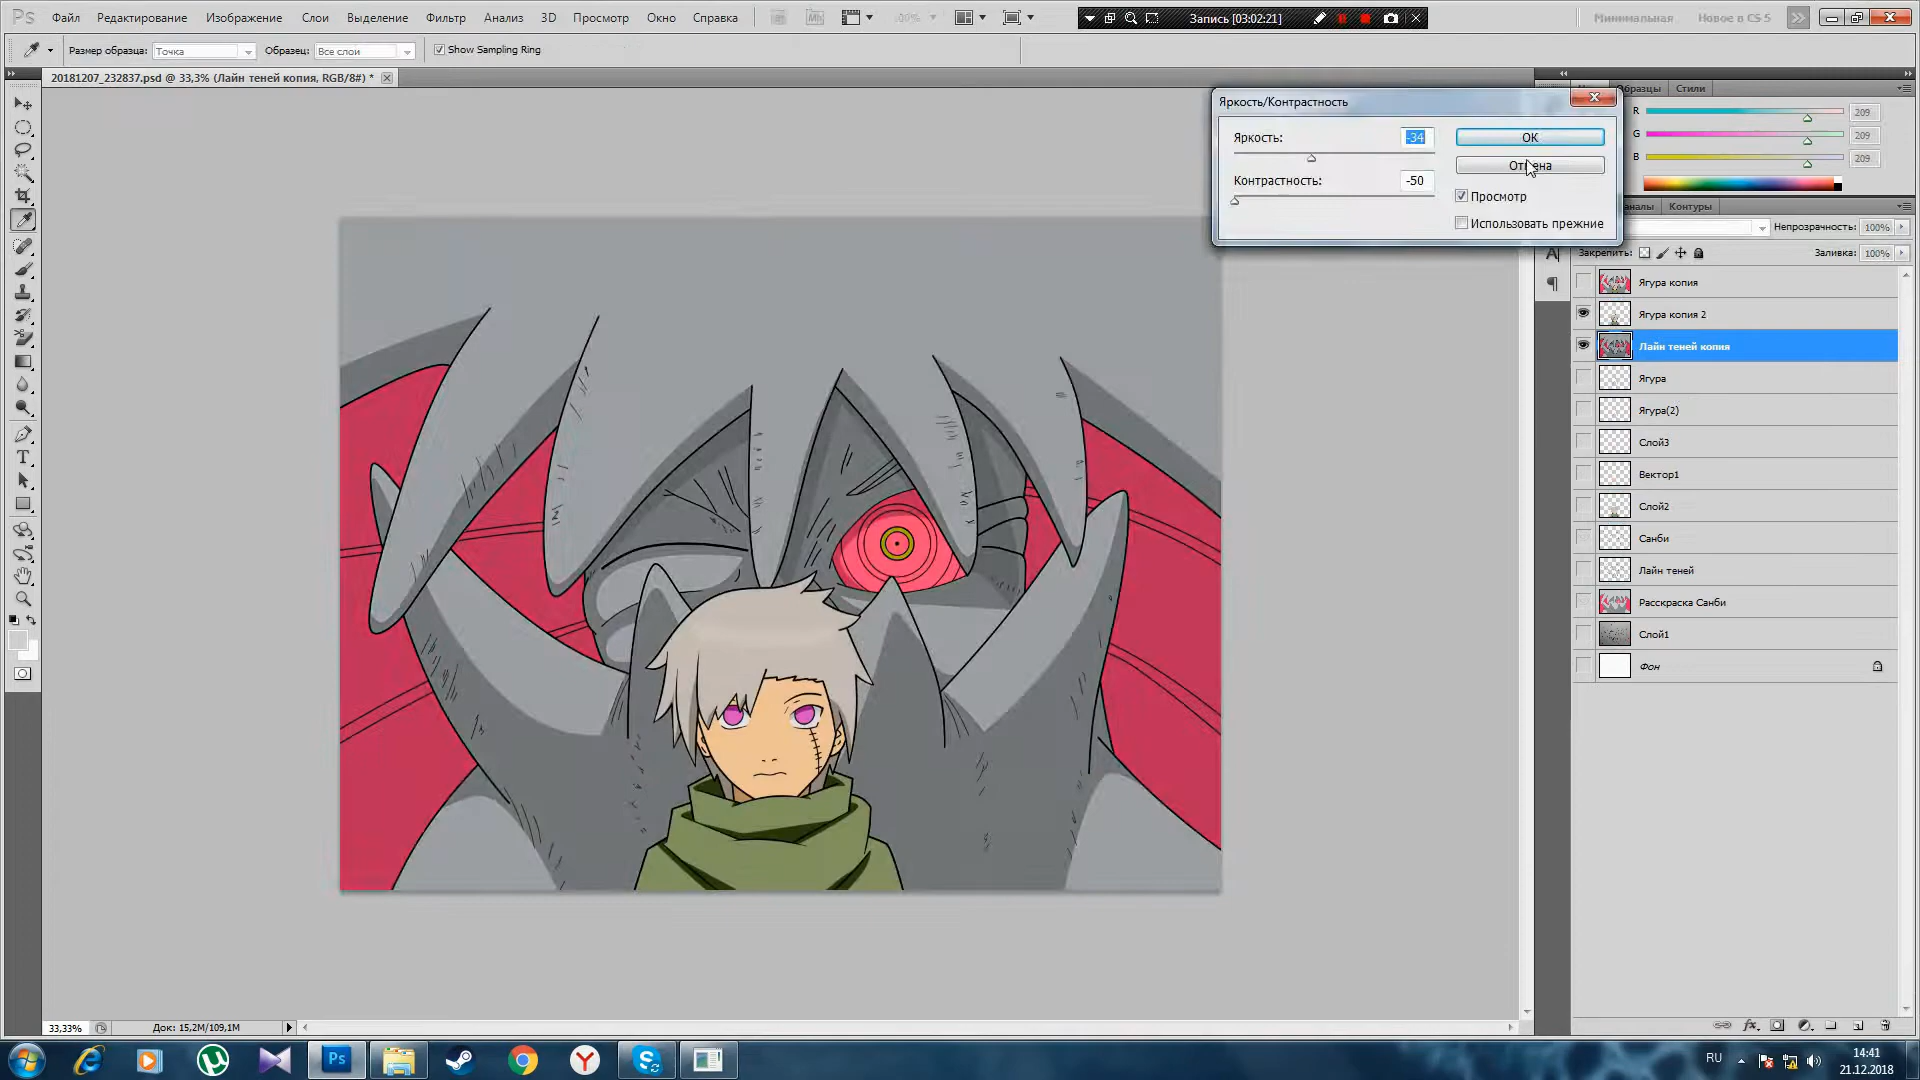 Ps Файл Редактирование Изображение Слои Выделение Фильтр Анализ 3D Просмотр Окно Справка
Запись [03:02:21]
Минимальная Новое в CS 5
Размер образца: Точка Образец: Все слои Show Sampling Ring
20181207_232837.psd @ 33,3% (Лайн теней копия, RGB/8#) *
Яркость/Контрастность
Яркость: -34
OK
Отмена
Контрастность: -50
Просмотр
Использовать прежние
Образцы Стили
R 209
G 209
B 209
Контуры
Непрозрачность: 100%
Закрепить: Заливка: 100%
Ягура копия
Ягура копия 2
Лайн теней копия
Ягура
Ягура(2)
Слой3
Вектор1
Слой2
Санби
Лайн теней
Расскраска Санби
Слой1
Фон
33,33% Док: 15,2M/109,1M
RU
14:41
21.12.2018